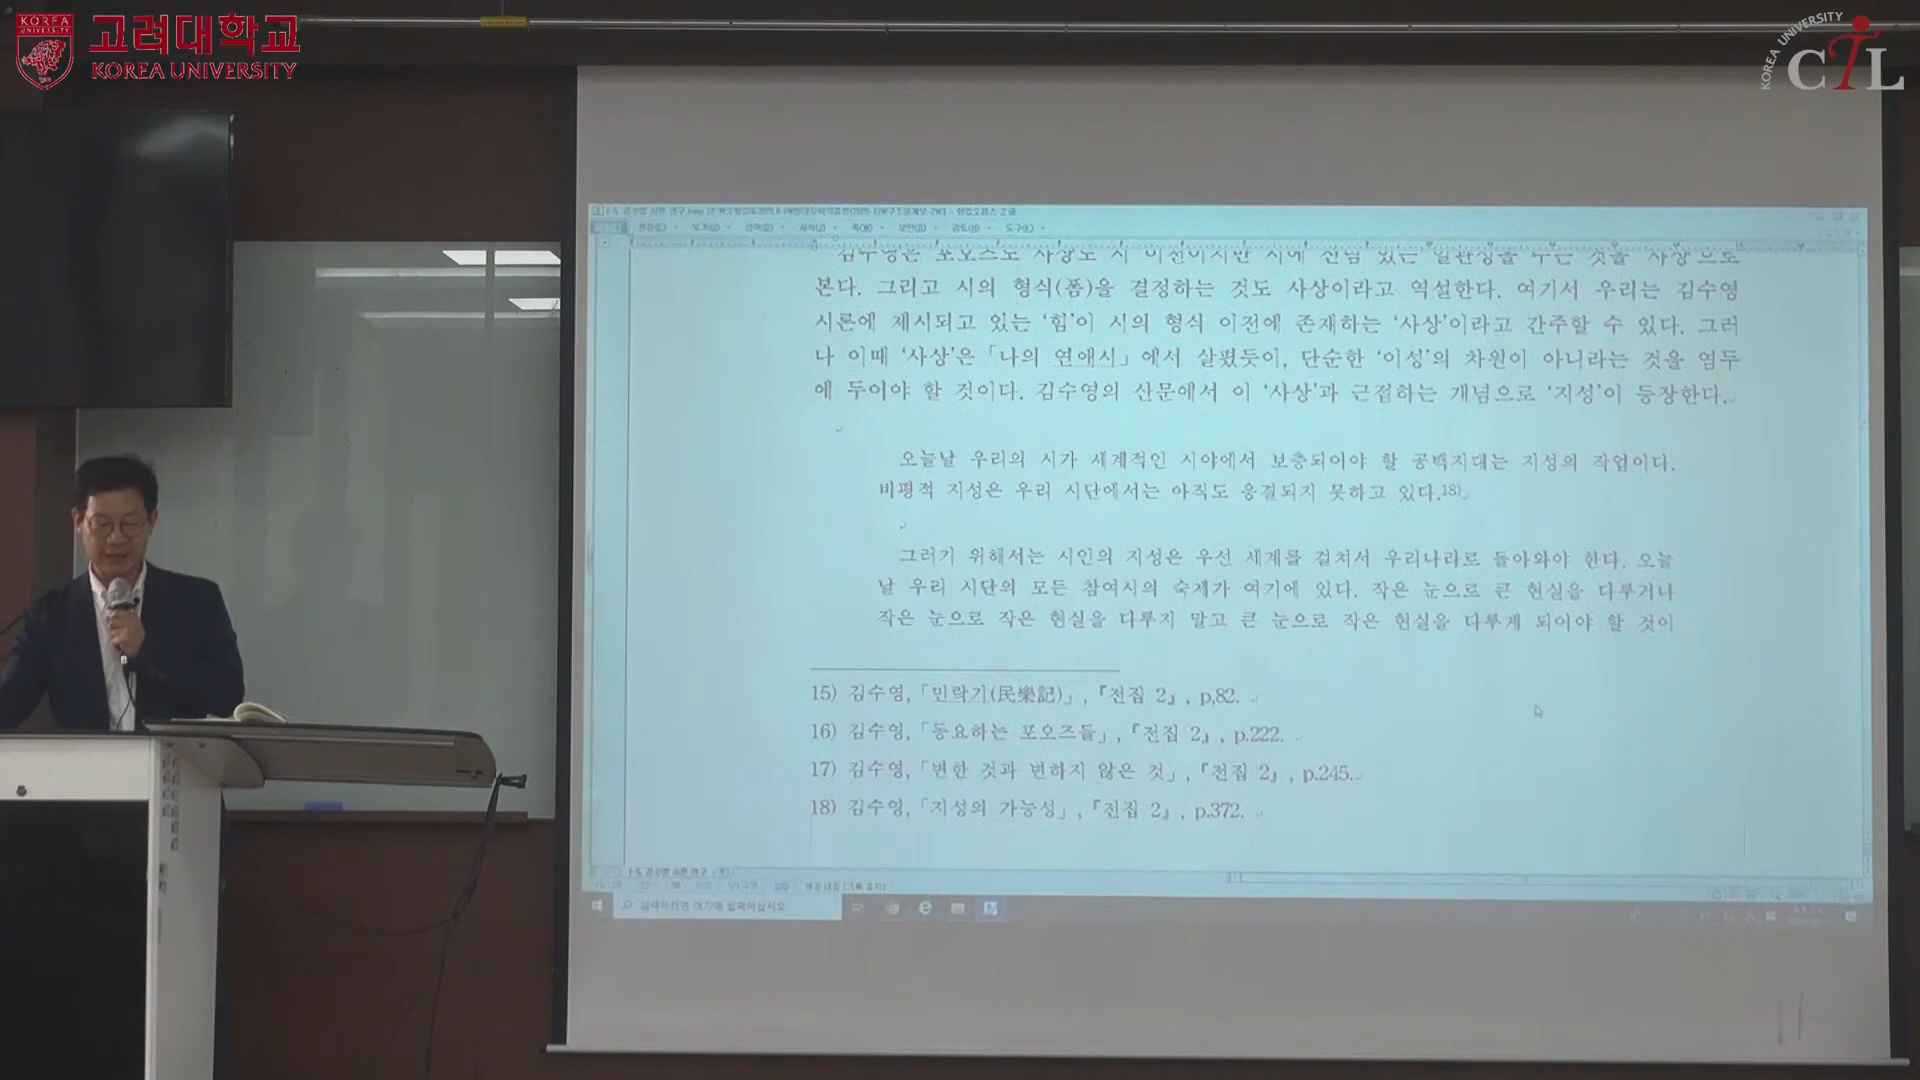 KOREA UNIVERSITY
고려대학교
KOREA UNIVERSITY
KOREA UNIVERSITY
CTL
본다. 그리고 시의 형식(폼)을 결정하는 것도 사상이라고 역설한다. 여기서 우리는 김수영
시론에 제시되고 있는 ‘힘’이 시의 형식 이전에 존재하는 ‘사상’이라고 간주할 수 있다. 그러
나 이때 ‘사상’은「나의 연애시」에서 살폈듯이, 단순한 ‘이성’의 차원이 아니라는 것을 염두
에 두어야 할 것이다. 김수영의 산문에서 이 ‘사상’과 근접하는 개념으로 ‘지성’이 등장한다.
오늘날 우리의 시가 세계적인 시야에서 보충되어야 할 공백지대는 지성의 작업이다.
비평적 지성은 우리 시단에서는 아직도 응결되지 못하고 있다.18)
그러기 위해서는 시인의 지성은 우선 세계를 걸쳐서 우리나라로 돌아와야 한다. 오늘
날 우리 시단의 모든 참여시의 숙제가 여기에 있다. 작은 눈으로 큰 현실을 다루거나
작은 눈으로 작은 현실을 다루지 말고 큰 눈으로 작은 현실을 다루게 되어야 할 것이
15) 김수영,「민락기(民樂記)」,『전집 2』, p,82.
16) 김수영,「동요하는 포오즈들」,『전집 2』, p.222.
17) 김수영,「변한 것과 변하지 않은 것」,『전집 2』, p.245.
18) 김수영,「지성의 가능성」,『전집 2』, p.372.
검색하려면 여기에 입력하십시오.